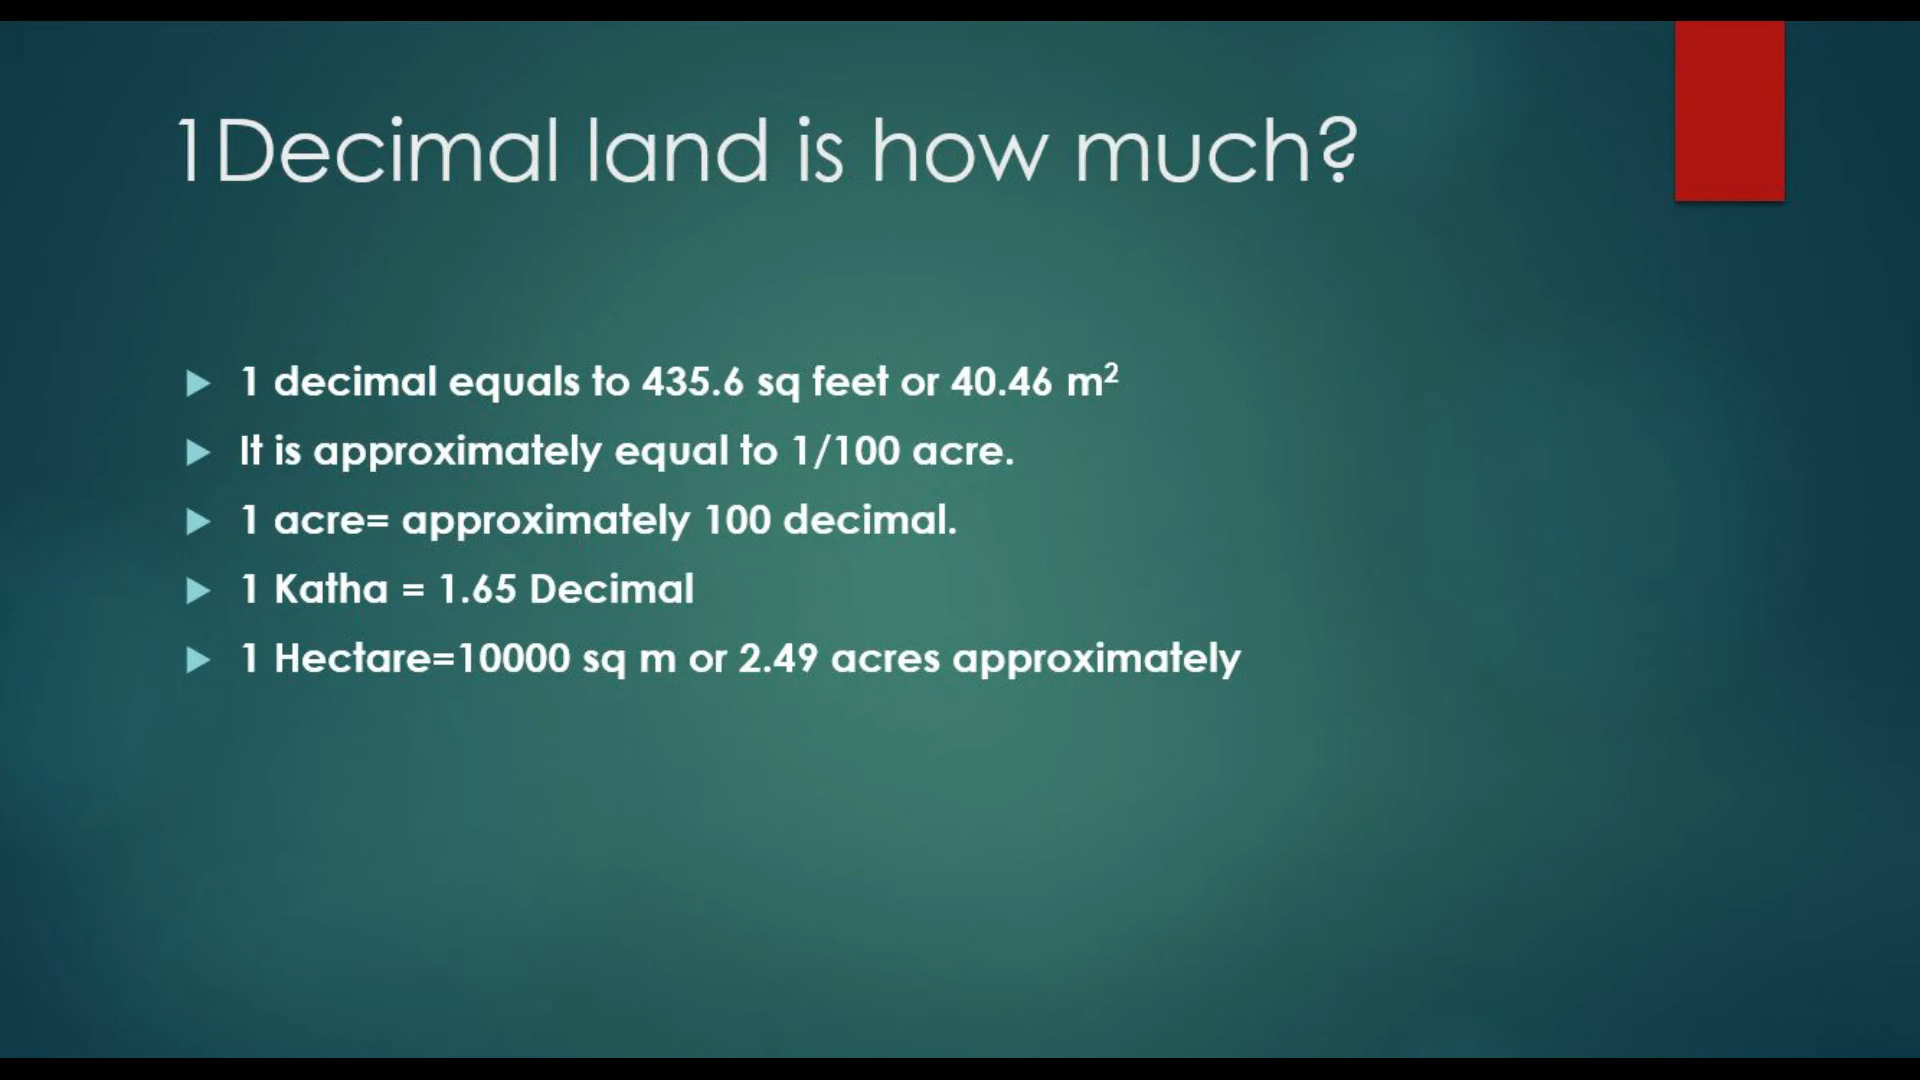 1Decimal land is how much?
1 decimal equals to 435.6 sq feet or 40.46 m²
It is approximately equal to 1/100 acre.
1 acre= approximately 100 decimal.
1 Katha = 1.65 Decimal
1 Hectare=10000 sq m or 2.49 acres approximately